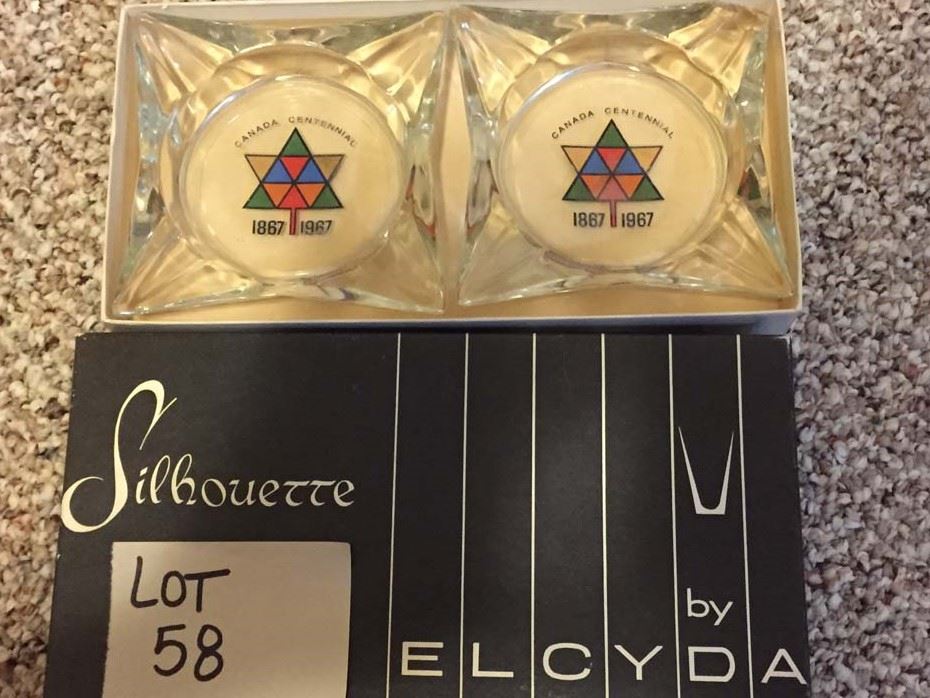 CANADA CENTENNIAL
1867 1967
CANADA CENTENNIAL
1867 1967
Silhouette
LOT
58
by
ELCYDA